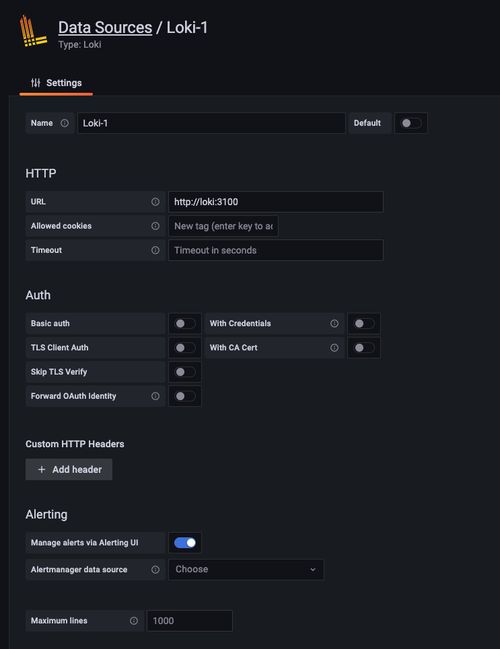 Data Sources / Loki-1
Type: Loki
Settings
Name Loki-1 Default
HTTP
URL http://loki:3100
Allowed cookies New tag (enter key to ac
Timeout Timeout in seconds
Auth
Basic auth With Credentials
TLS Client Auth With CA Cert
Skip TLS Verify
Forward OAuth Identity
Custom HTTP Headers
+ Add header
Alerting
Manage alerts via Alerting UI
Alertmanager data source Choose
Maximum lines 1000